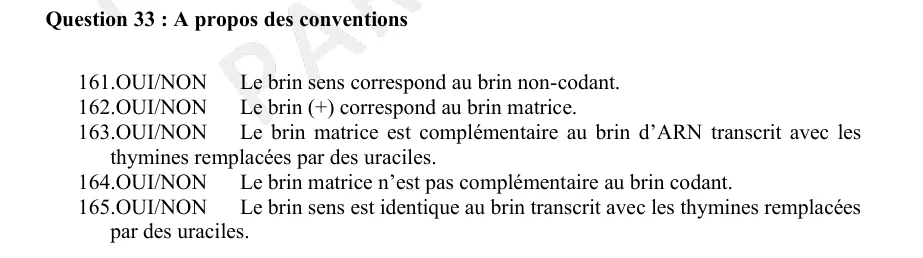 Question 33 : A propos des conventions
161.OUI/NON Le brin sens correspond au brin non-codant.
162.OUI/NON Le brin (+) correspond au brin matrice.
163.OUI/NON Le brin matrice est complémentaire au brin d'ARN transcrit avec les
thymines remplacées par des uraciles.
164.OUI/NON Le brin matrice n'est pas complémentaire au brin codant.
165.OUI/NON Le brin sens est identique au brin transcrit avec les thymines remplacées
par des uraciles.